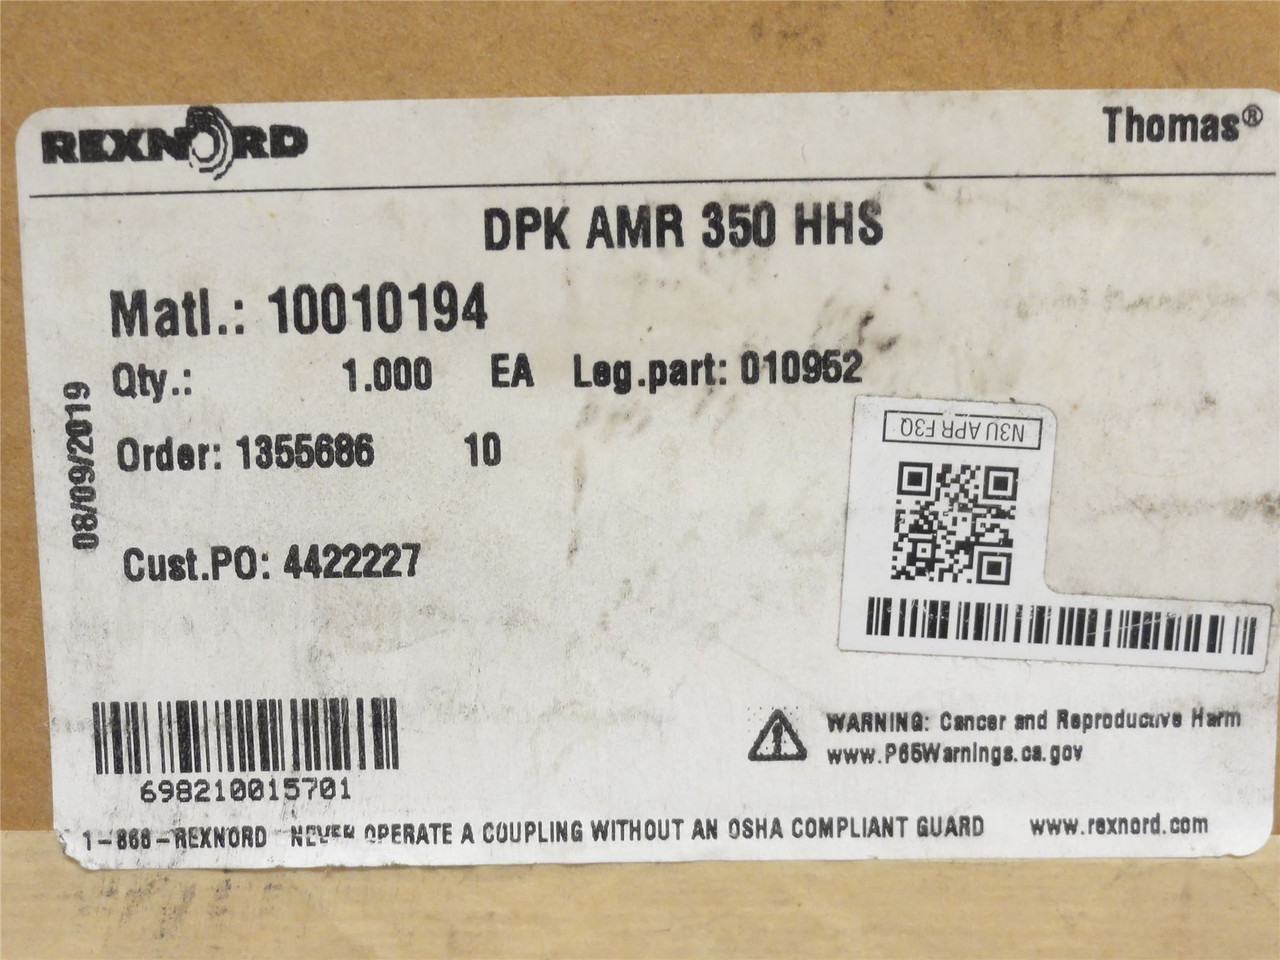 REXNORD
Thomas®
DPK AMR 350 HHS
Matl.: 10010194
Qty.: 1.000 EA Leg.part: 010952
08/09/2019
Order: 1355686 10
N3U APR F3Q
Cust.PO: 4422227
698210015701
WARNING: Cancer and Reproductive Harm
www.P65Warnings.ca.gov
1-866-REXNORD NEVER OPERATE A COUPLING WITHOUT AN OSHA COMPLIANT GUARD www.rexnord.com